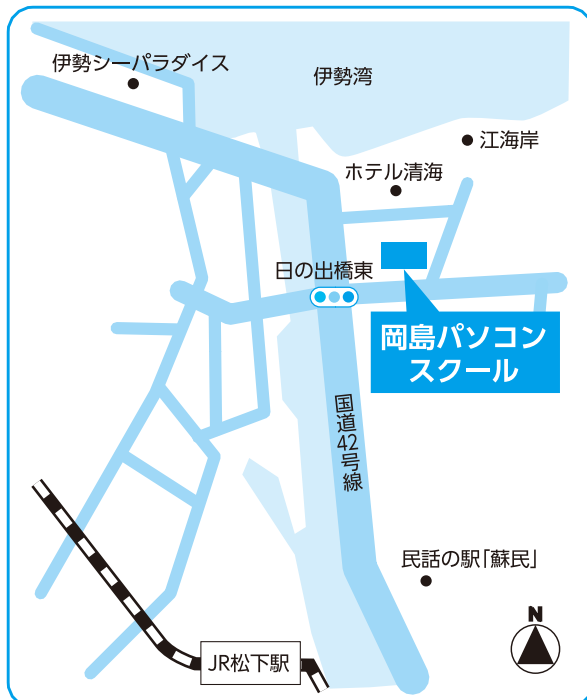 伊勢シーパラダイス
伊勢湾
江海岸
ホテル清海
日の出橋東
岡島パソコン
スクール
国道42号線
民話の駅「蘇民」
N
JR松下駅